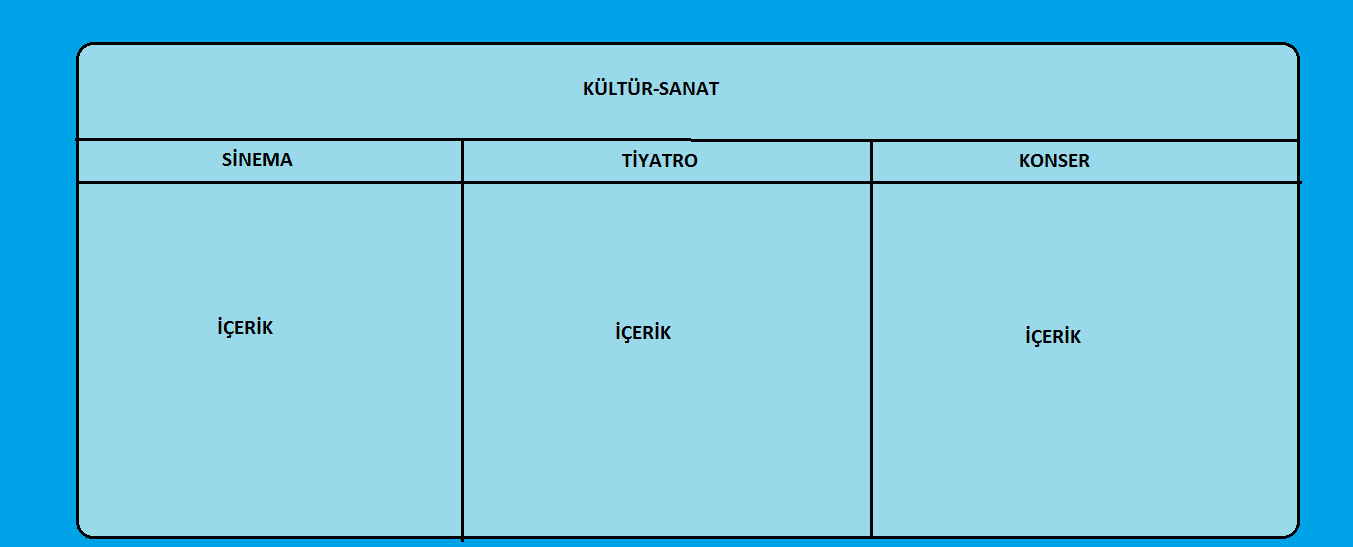 KÜLTÜR-SANAT
SİNEMA
TİYATRO
KONSER
İÇERİK
İÇERİK
İÇERİK